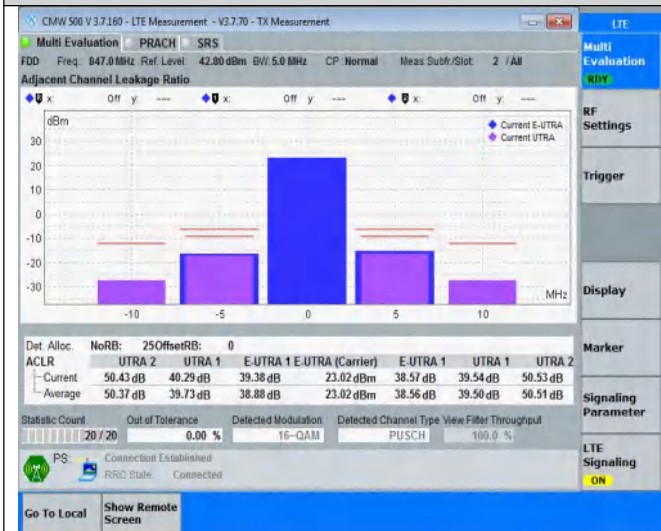 CMW 500 V 3.7.160 - LTE Measurement - V3.7.70 - TX Measurement
LTE
Multi Evaluation PRACH SRS
Multi Evaluation
RDY
FDD Freq: 847.0 MHz Ref. Level: 42.80 dBm BW: 5.0 MHz CP: Normal Meas Subfr./Slot: 2 /All
Adjacent Channel Leakage Ratio
x: Off y: --- x: Off y: --- x: Off y: ---
dBm
Current E-UTRA
Current UTRA
30
20
10
0
-10
-20
-30
MHz
-10 -5 0 5 10
RF Settings
Trigger
Display
Marker
Signaling Parameter
LTE Signaling
ON
Det. Alloc. NoRB: 25OffsetRB: 0
ACLR UTRA 2 UTRA 1 E-UTRA 1 E-UTRA (Carrier) E-UTRA 1 UTRA 1 UTRA 2
Current 50.43 dB 40.29 dB 39.38 dB 23.02 dBm 38.57 dB 39.54 dB 50.53 dB
Average 50.37 dB 39.73 dB 38.88 dB 23.02 dBm 38.56 dB 39.50 dB 50.51 dB
Statistic Count Out of Tolerance Detected Modulation Detected Channel Type View Filter Throughput
20 / 20 0.00 % 16-QAM PUSCH 100.0 %
PS: Connection Established
RRC State: Connected
Go To Local
Show Remote Screen